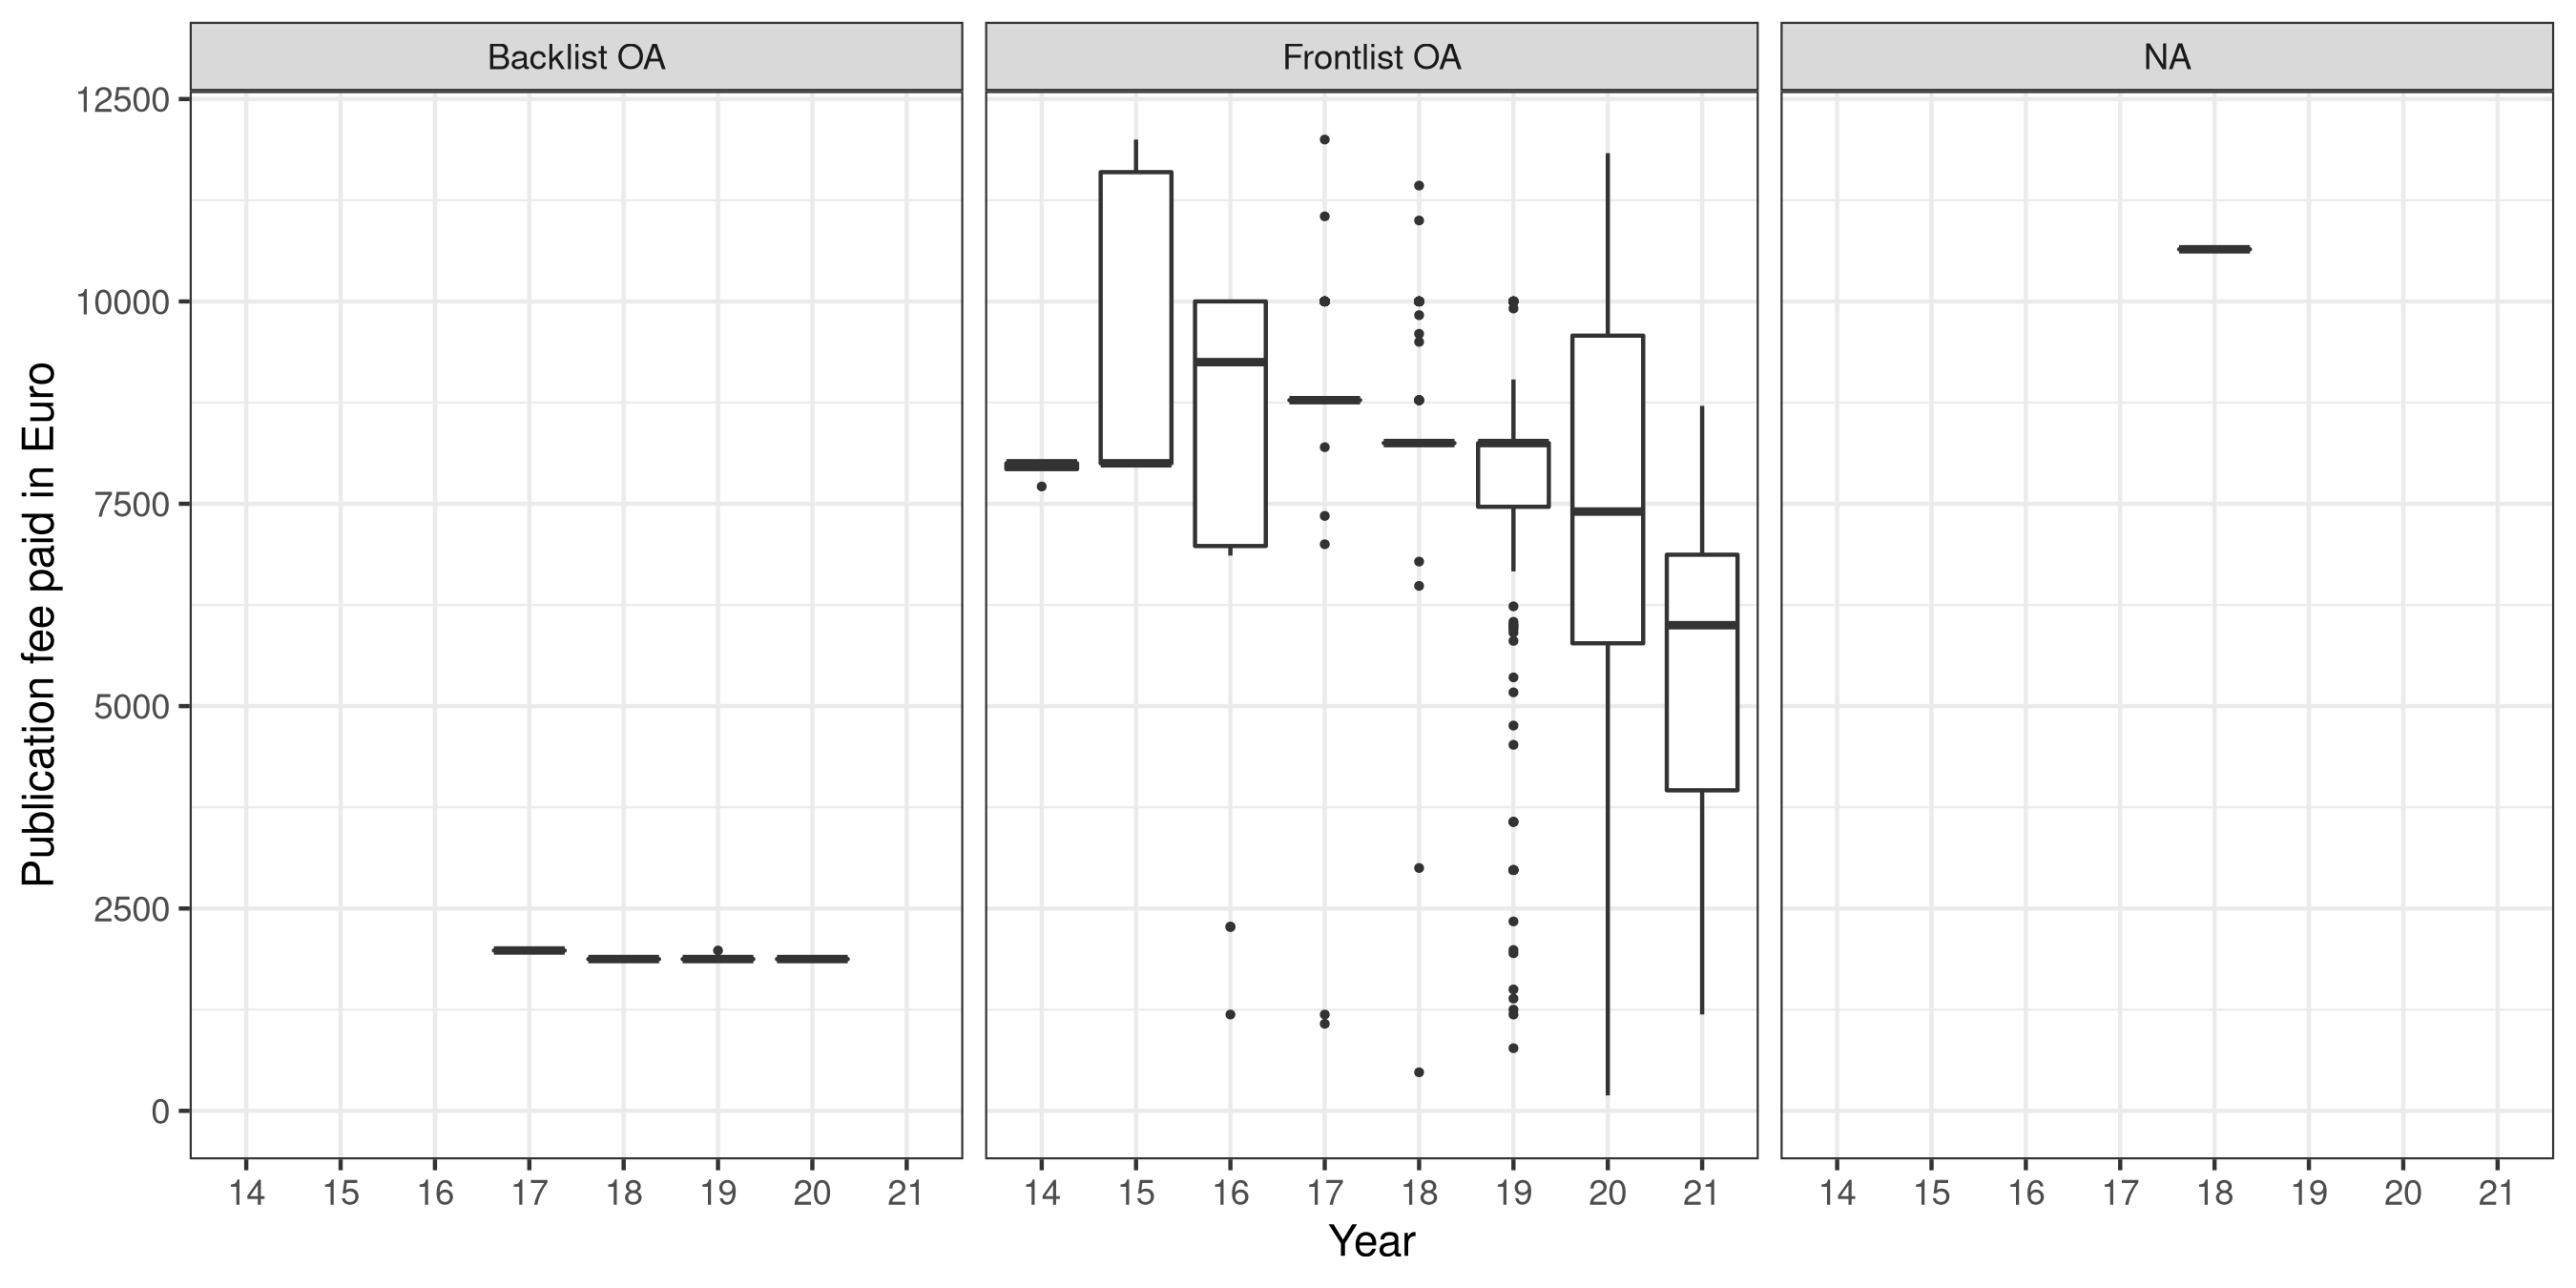 Backlist OA
Frontlist OA
NA
Publication fee paid in Euro
12500
10000
7500
5000
2500
0
14 15 16 17 18 19 20 21
14 15 16 17 18 19 20 21
14 15 16 17 18 19 20 21
Year